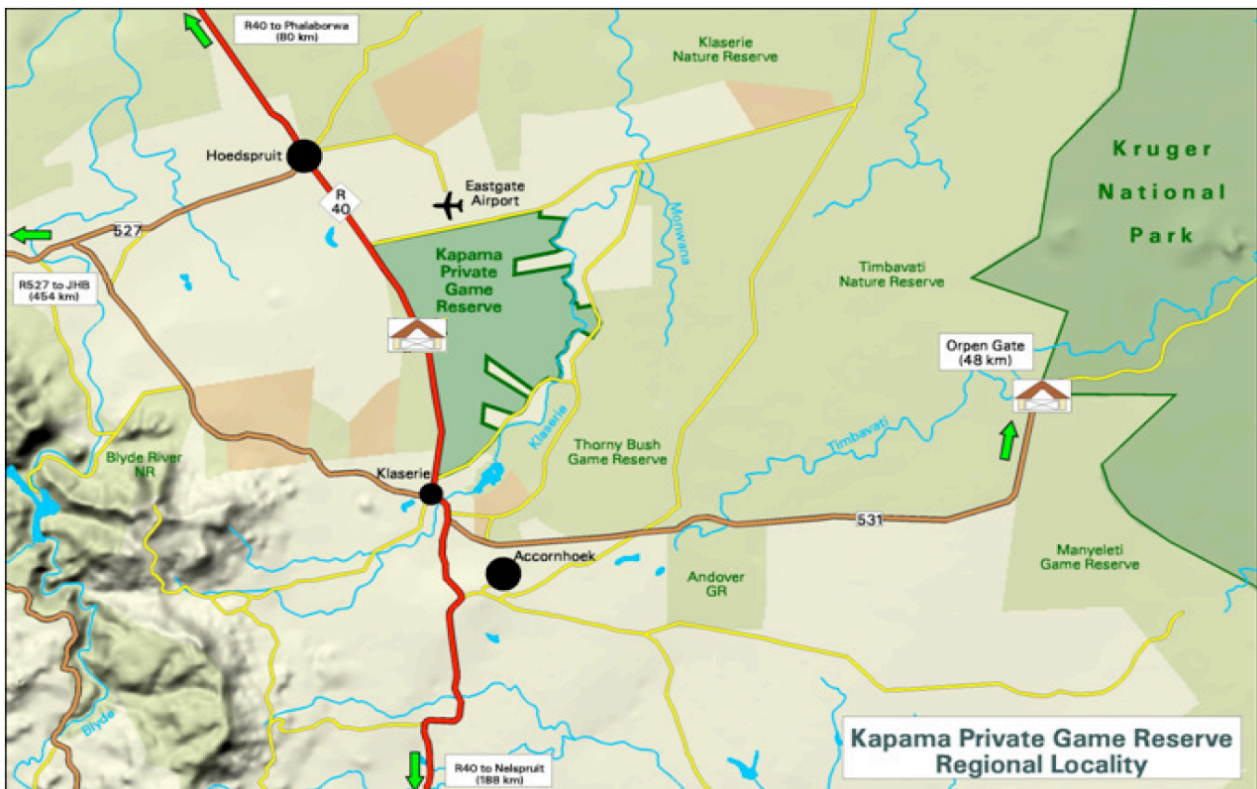 R40 to Phalaborwa
(80 km)
Klaserie
Nature Reserve
Kruger
National
Park
Hoedspruit
R
40
Eastgate
Airport
527
R527 to JHB
(454 km)
Kapama
Private
Game
Reserve
Monwana
Timbavati
Nature Reserve
Orpen Gate
(48 km)
Blyde River
NR
Klaserie
Klaserie
Thorny Bush
Game Reserve
Timbavati
531
Accornhoek
Andover
GR
Manyeleti
Game Reserve
Blyde
R40 to Nelspruit
(188 km)
Kapama Private Game Reserve
Regional Locality